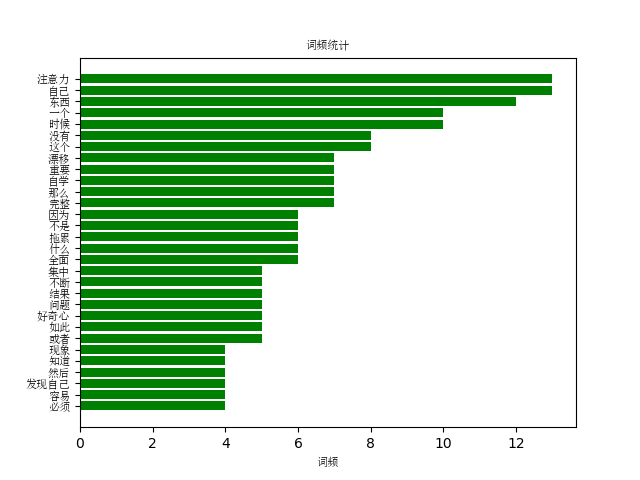 词频统计
注意力
自己
东西
一个
时候
没有
这个
漂移
重要
自学
那么
完整
因为
不是
拖累
什么
全面
集中
不断
结果
问题
好奇心
如此
或者
现象
知道
然后
发现自己
容易
必须
0 2 4 6 8 10 12
词频